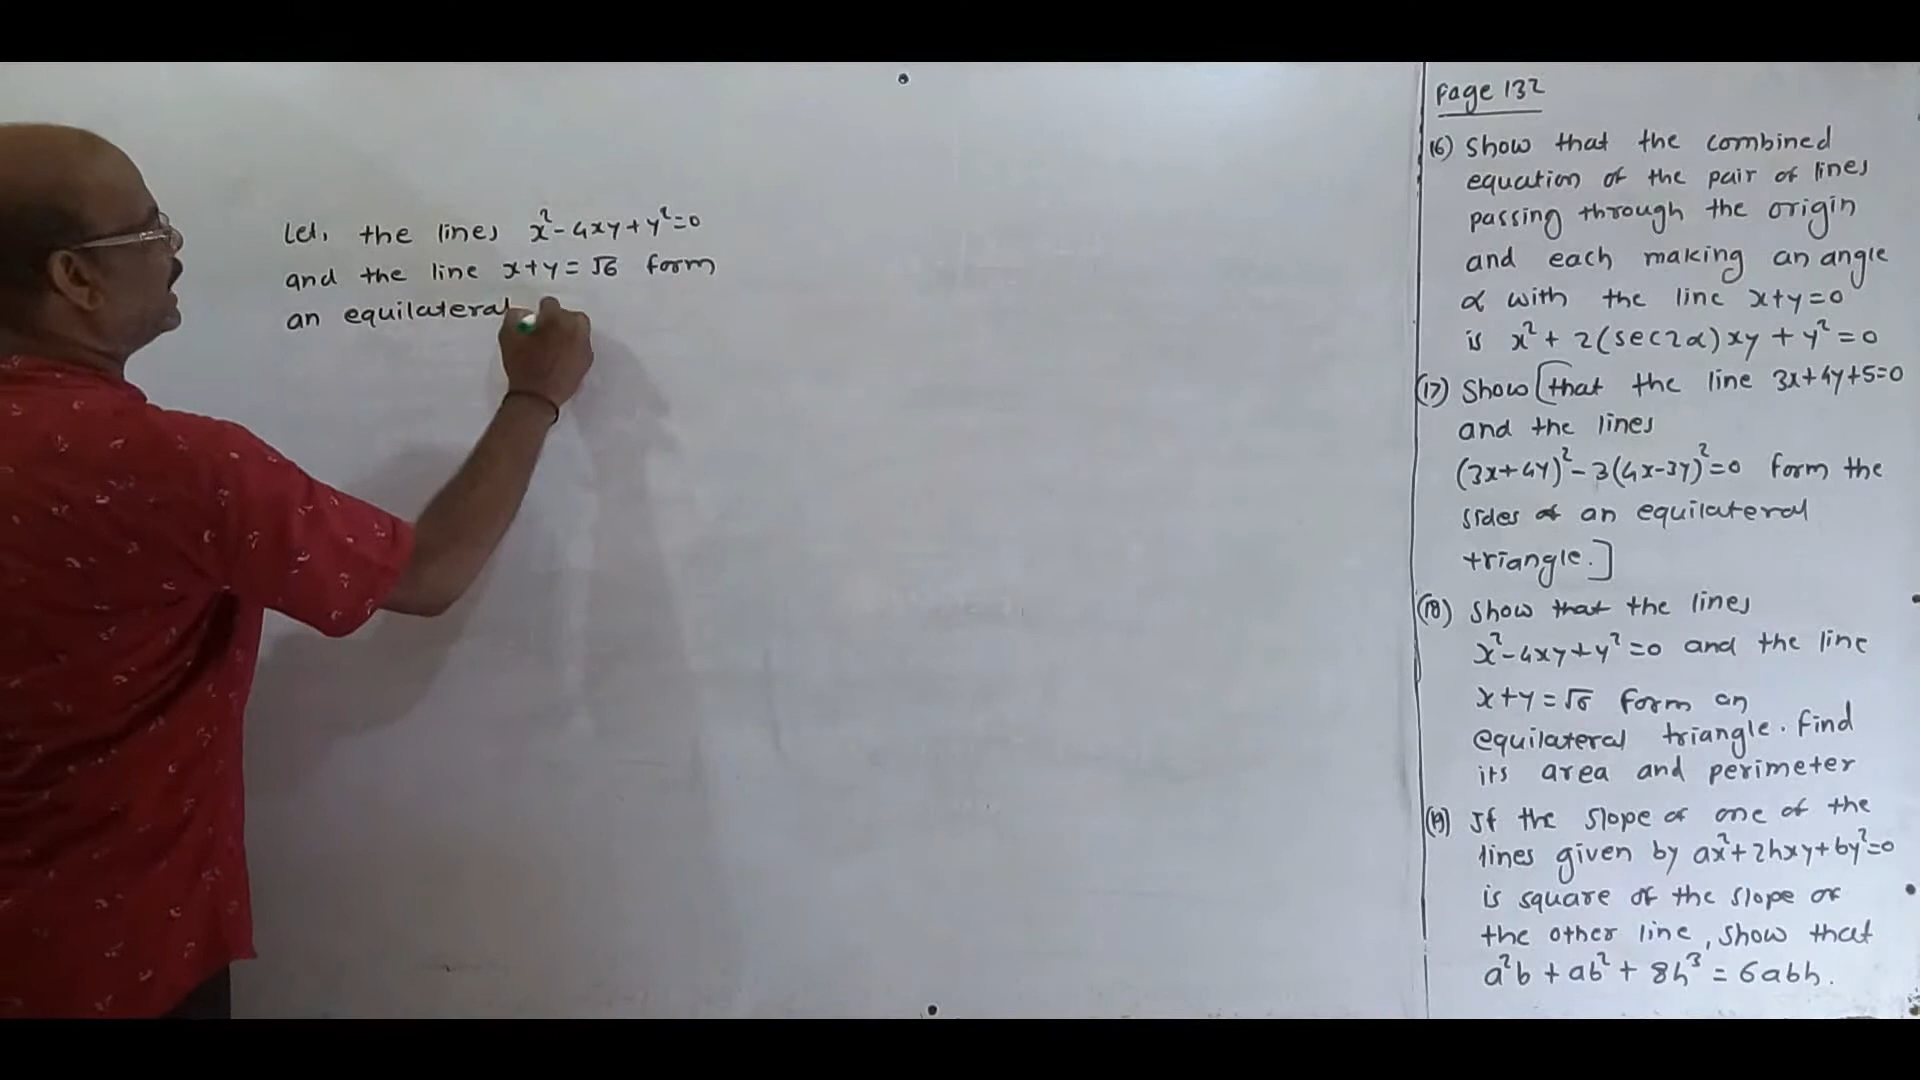 Let, the lines x²-4xy+y²=0
and the line x+y=√6 form
an equilateral
Page 132
16) Show that the combined
equation of the pair of lines
passing through the origin
and each making an angle
α with the line x+y=0
is x²+2(sec2α)xy+y²=0
(17) Show [that the line 3x+4y+5=0
and the lines
(3x+4y)²-3(4x-3y)²=0 form the
sides of an equilateral
triangle.]
(18) Show that the lines
x²-4xy+y²=0 and the line
x+y=√6 form an
equilateral triangle. Find
its area and perimeter
(19) If the slope of one of the
lines given by ax²+2hxy+by²=0
is square of the slope of
the other line, show that
a²b+ab²+8h³=6abh.